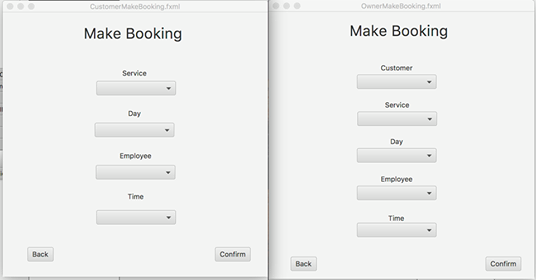 CustomerMakeBooking.fxml
Make Booking
Service
Day
Employee
Time
Back
Confirm
OwnerMakeBooking.fxml
Make Booking
Customer
Service
Day
Employee
Time
Back
Confirm